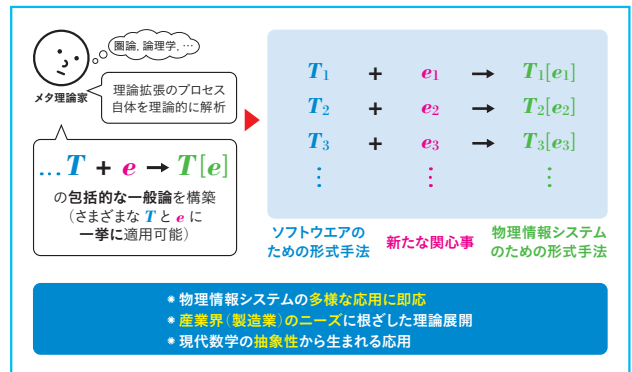 圏論, 論理学, …
メタ理論家
理論拡張のプロセス
自体を理論的に解析
…T + e → T[e]
の包括的な一般論を構築
(さまざまな T と e に
一挙に適用可能)
T1 + e1 → T1[e1]
T2 + e2 → T2[e2]
T3 + e3 → T3[e3]
⋮ ⋮ ⋮
ソフトウエアの
ための形式手法
新たな関心事
物理情報システム
のための形式手法
* 物理情報システムの多様な応用に即応
* 産業界(製造業)のニーズに根ざした理論展開
* 現代数学の抽象性から生まれる応用